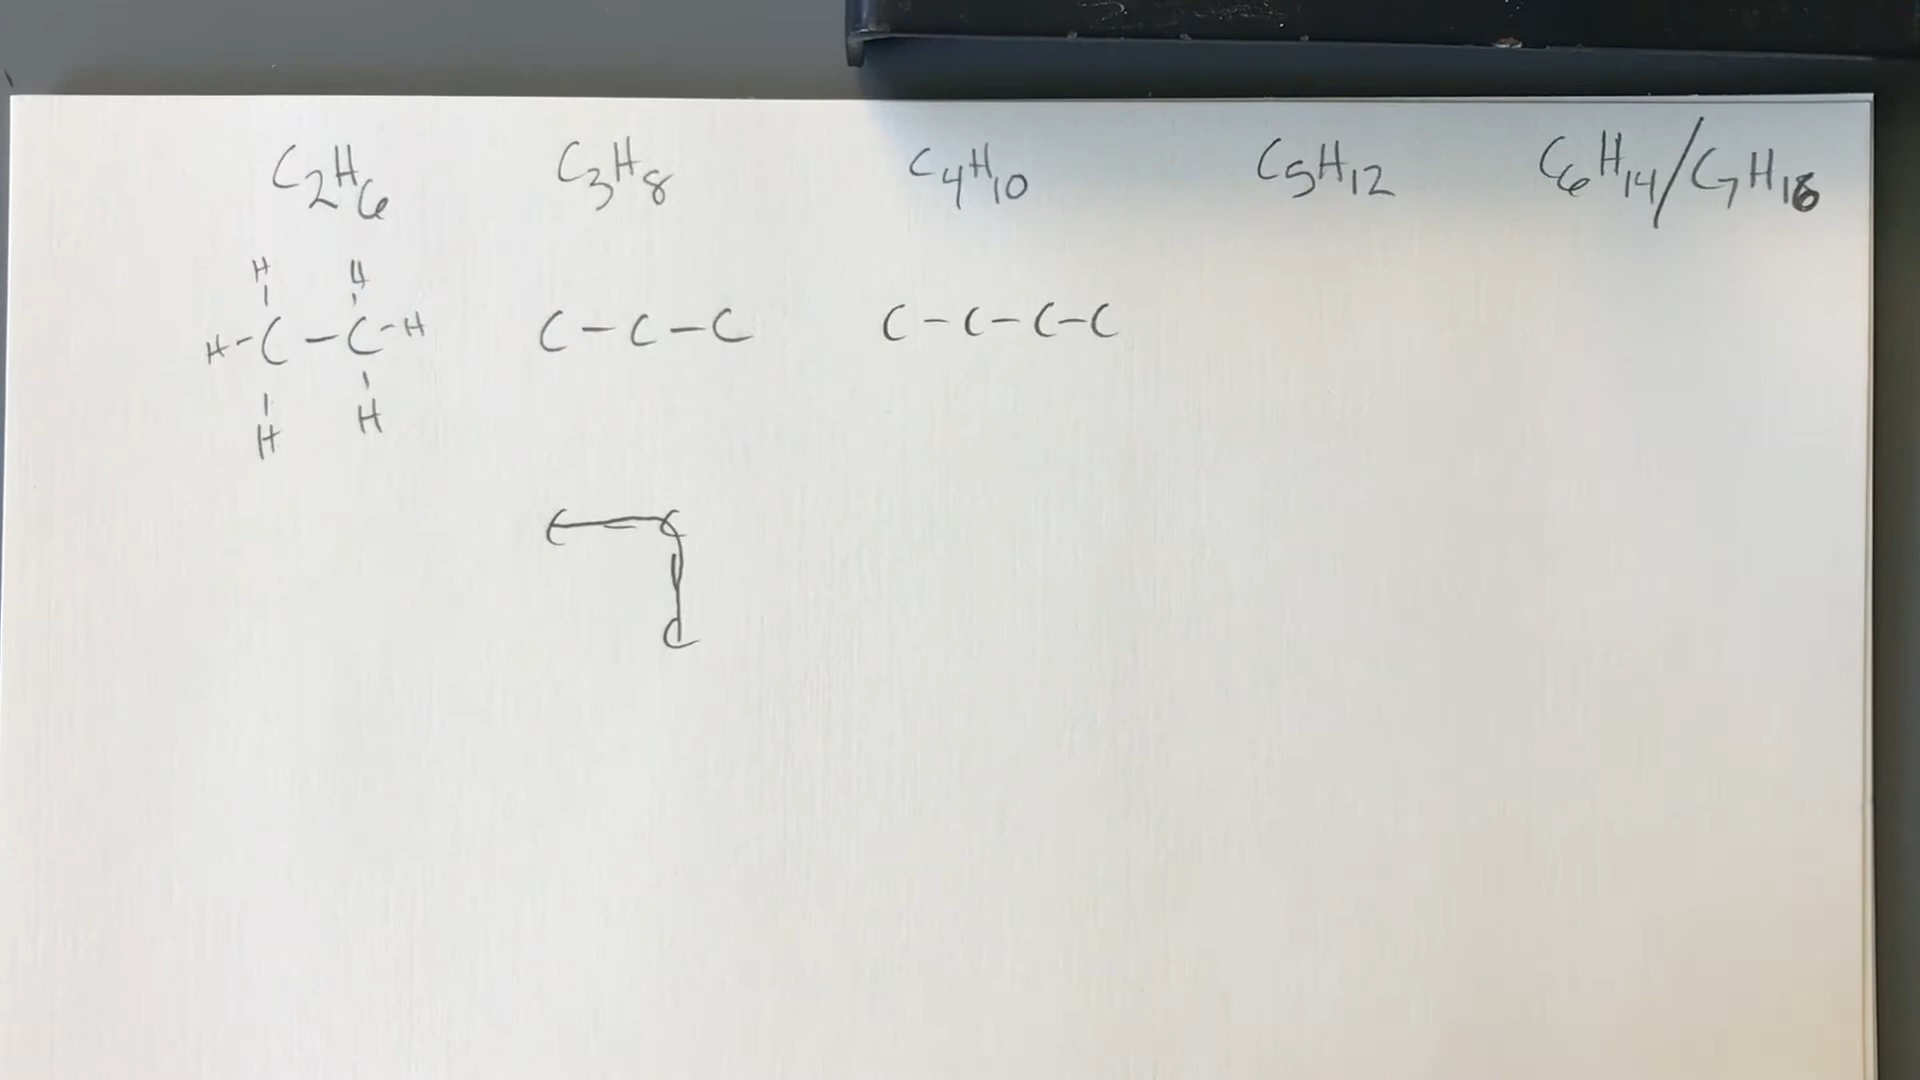 C2H6 C3H8 C4H10 C5H12 C6H14/C7H16
H H
H-C-C-H C-C-C C-C-C-C
H H
C-C
C